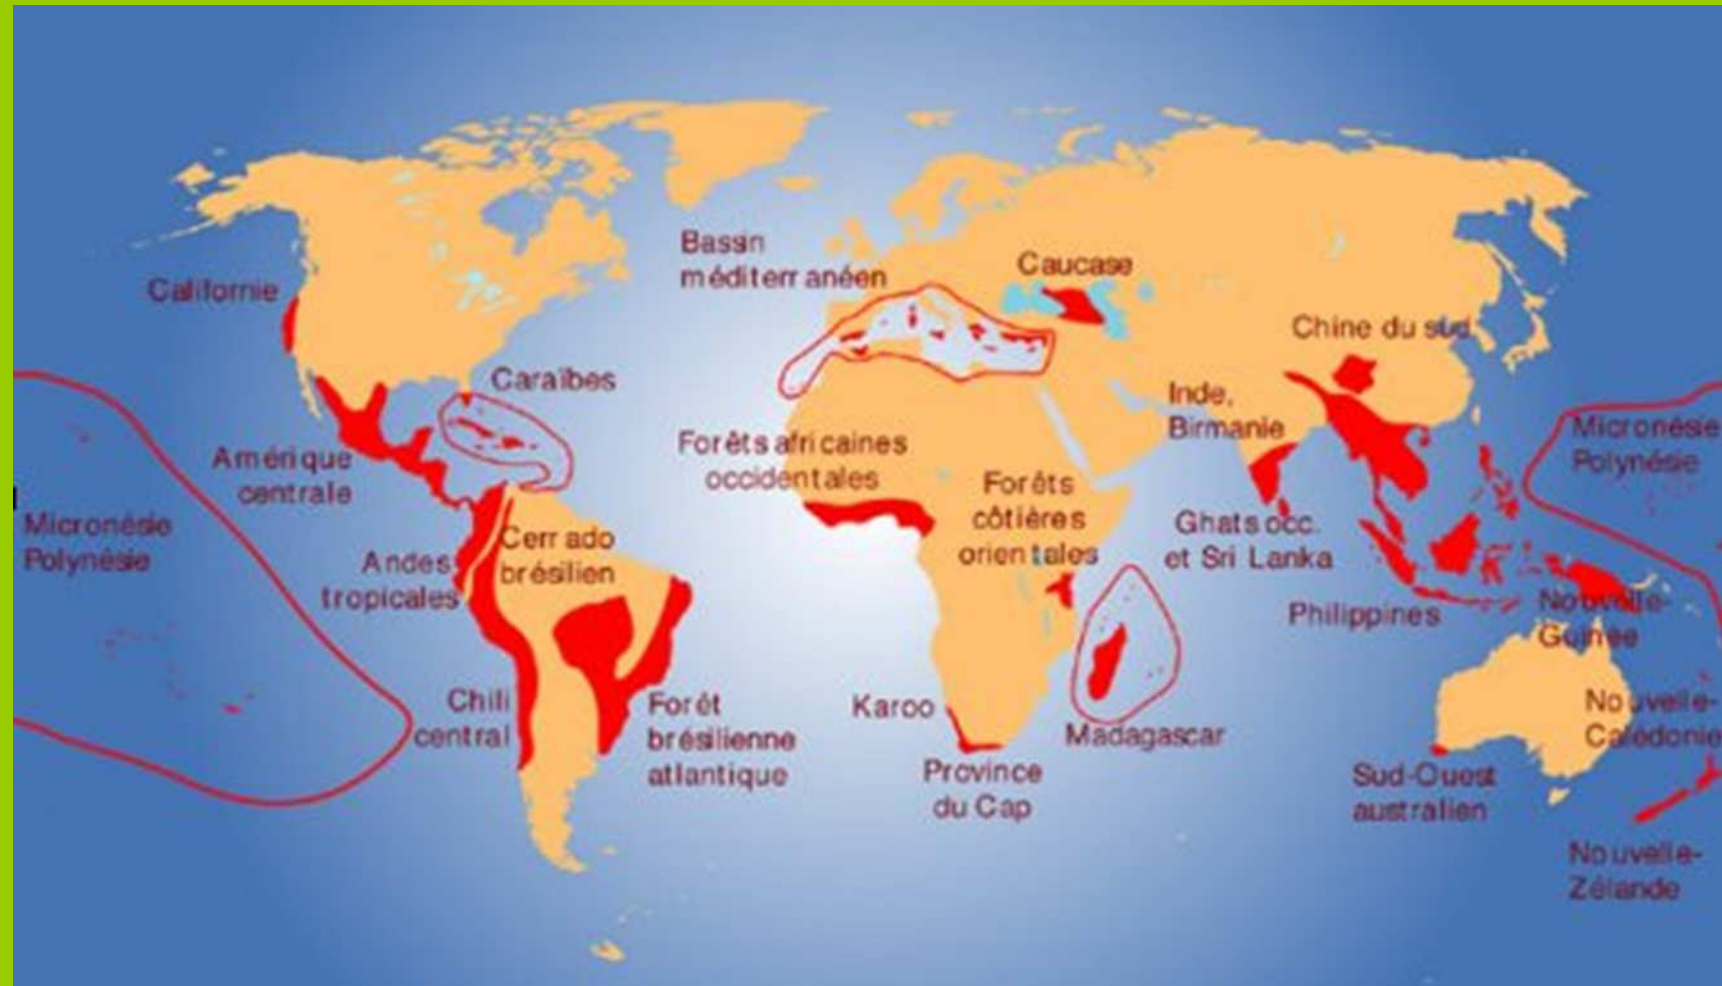 Bassin
méditerranéen
Caucase
Californie
Chine du sud
Caraïbes
Inde,
Birmanie
Micronésie
Polynésie
Forêts africaines
occidentales
Amérique
centrale
Forêts
côtières
orientales
Micronésie
Polynésie
Cerrado
brésilien
Ghats occ.
et Sri Lanka
Andes
tropicales
Philippines
Nouvelle-
Guinée
Chili
central
Forêt
brésilienne
atlantique
Karoo
Madagascar
Nouvelle-
Calédonie
Province
du Cap
Sud-Ouest
australien
Nouvelle-
Zélande